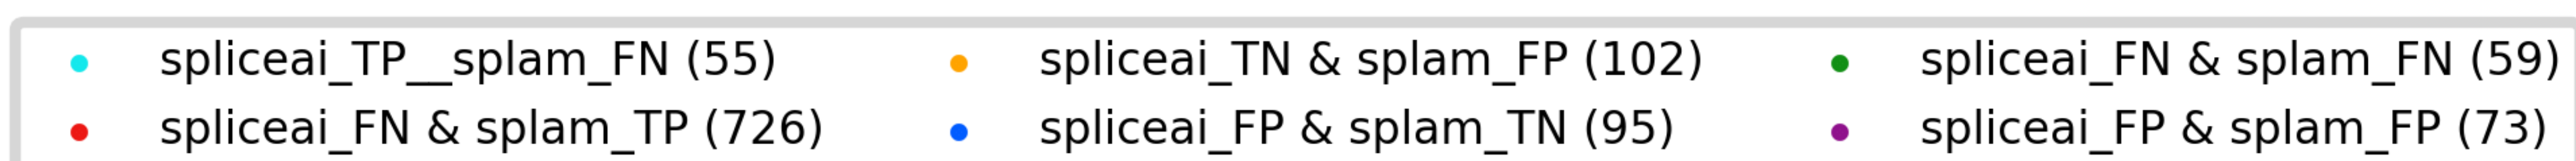 spliceai_TP__splam_FN (55) spliceai_TN & splam_FP (102) spliceai_FN & splam_FN (59)
spliceai_FN & splam_TP (726) spliceai_FP & splam_TN (95) spliceai_FP & splam_FP (73)